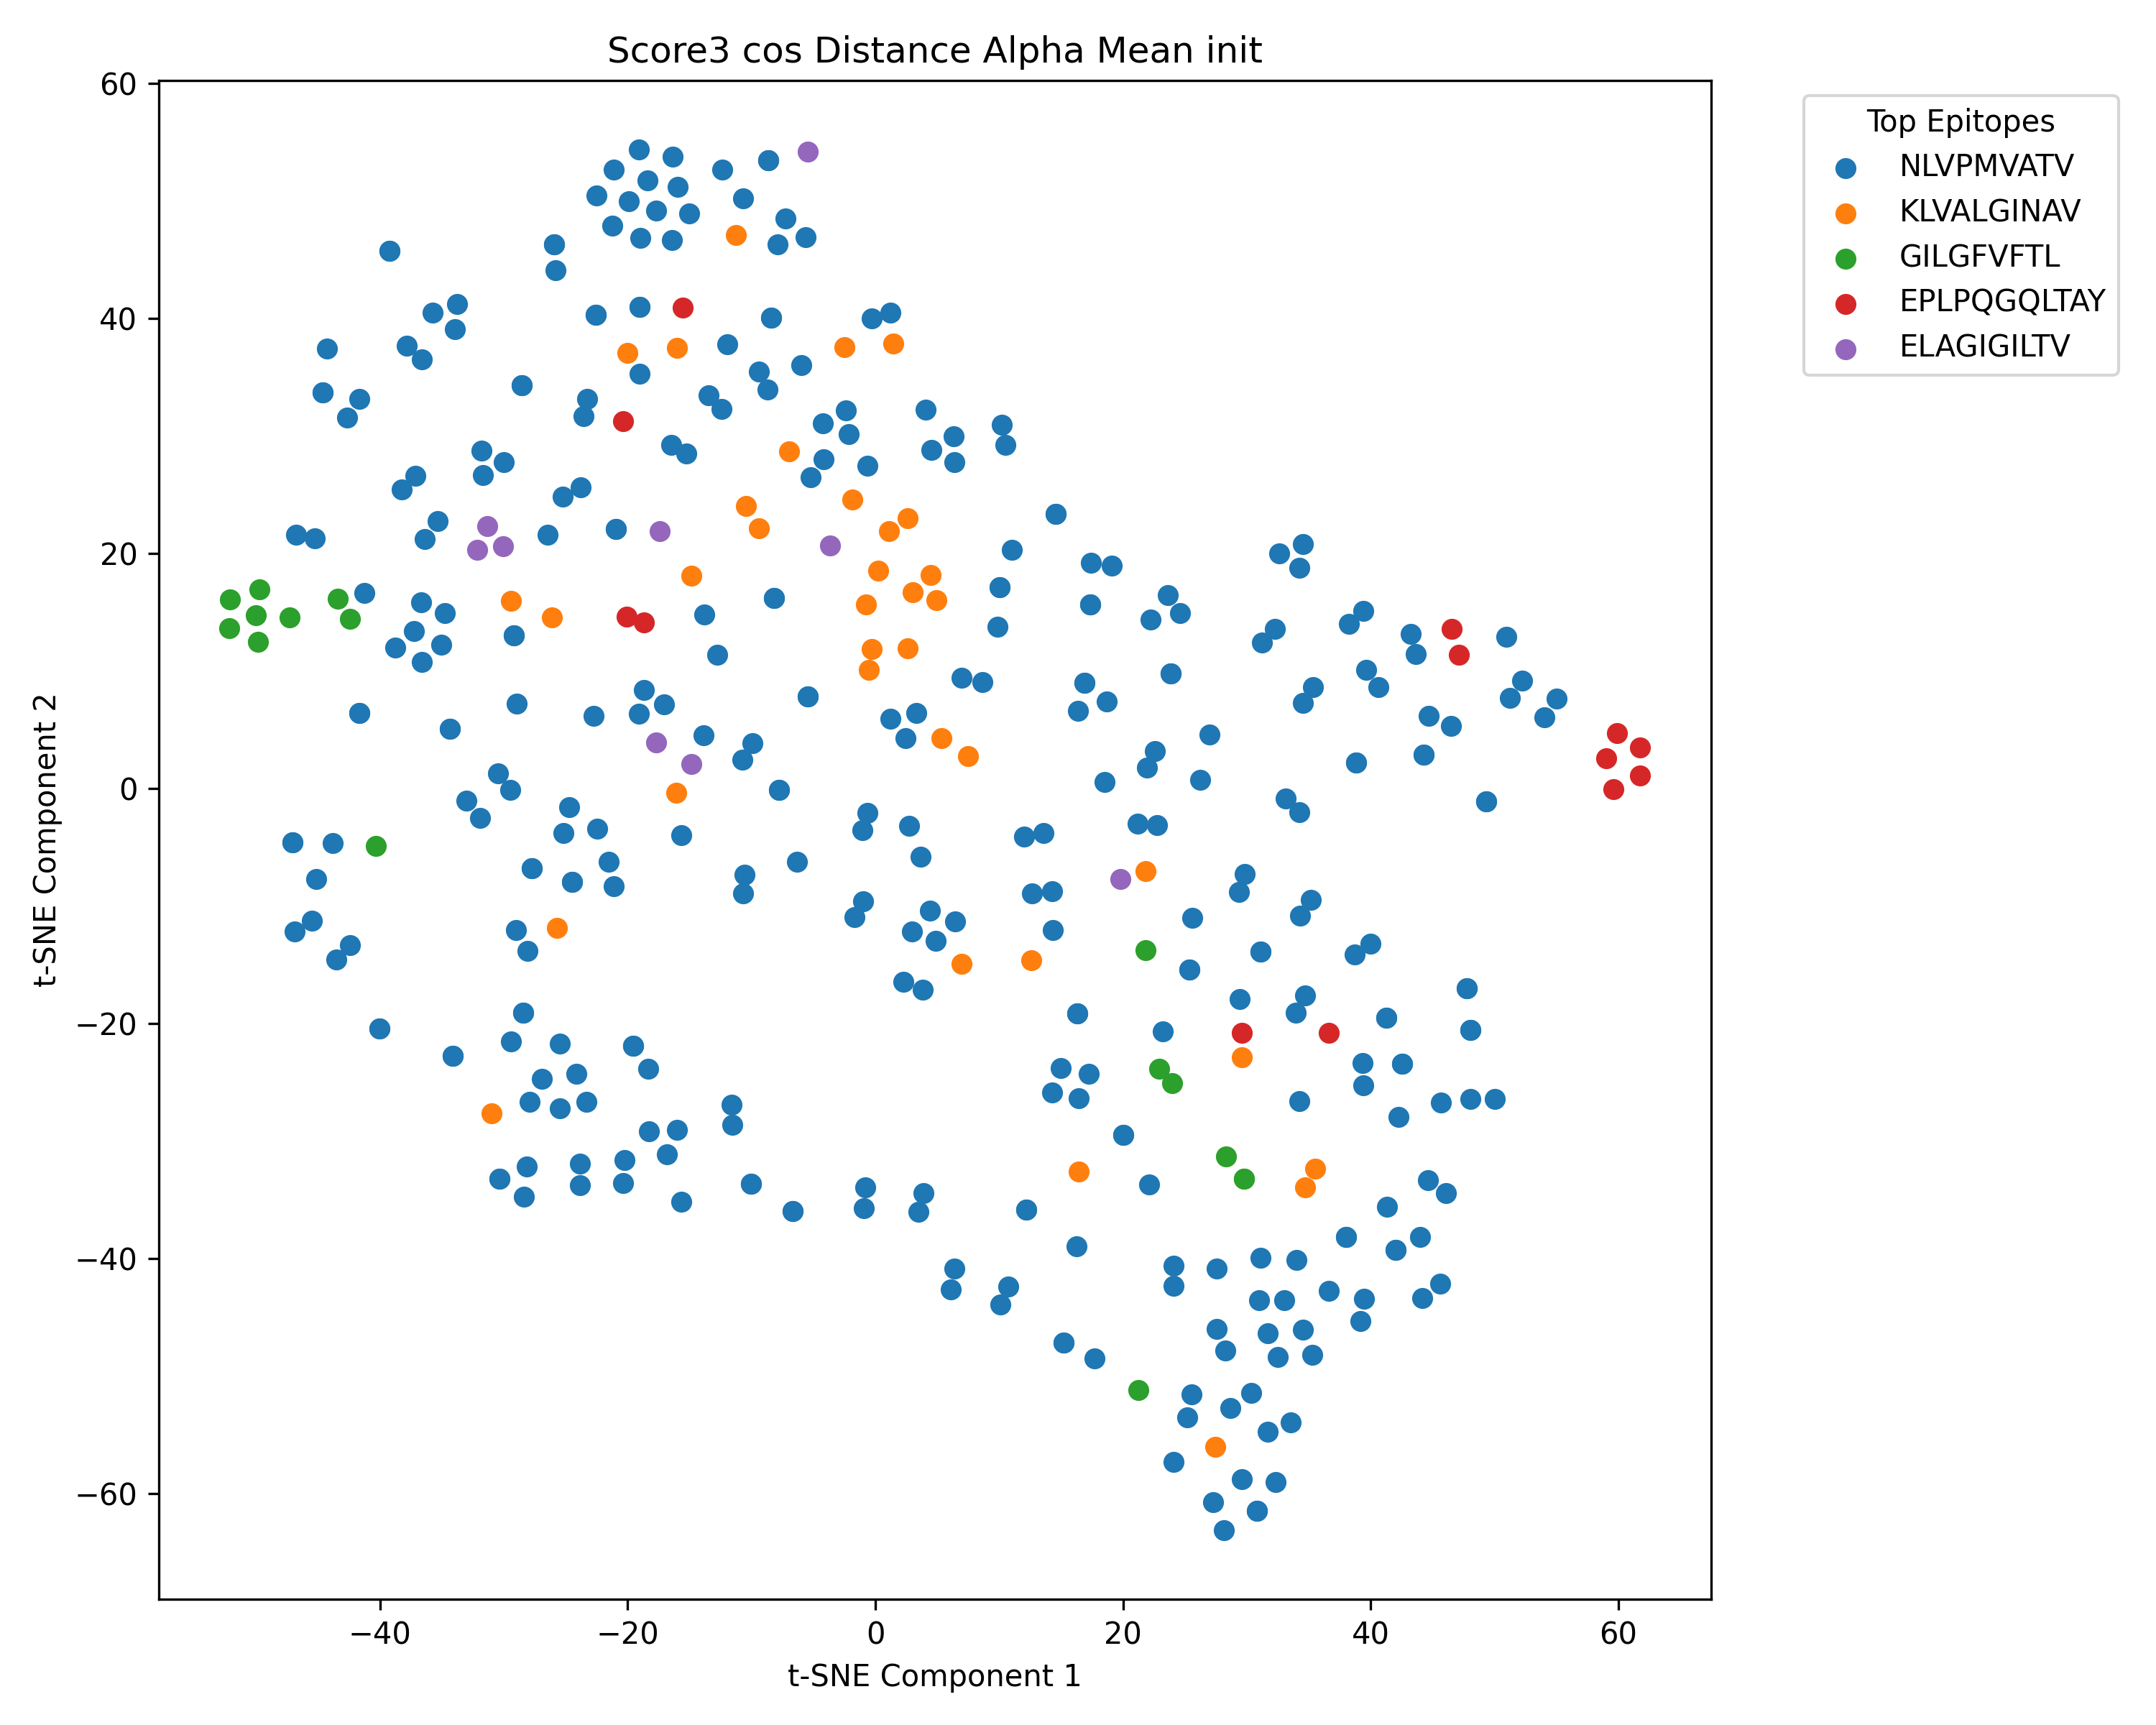 Score3 cos Distance Alpha Mean init
60
40
20
0
−20
−40
−60
t-SNE Component 2
−40
−20
0
20
40
60
t-SNE Component 1
Top Epitopes
NLVPMVATV
KLVALGINAV
GILGFVFTL
EPLPQGQLTAY
ELAGIGILTV